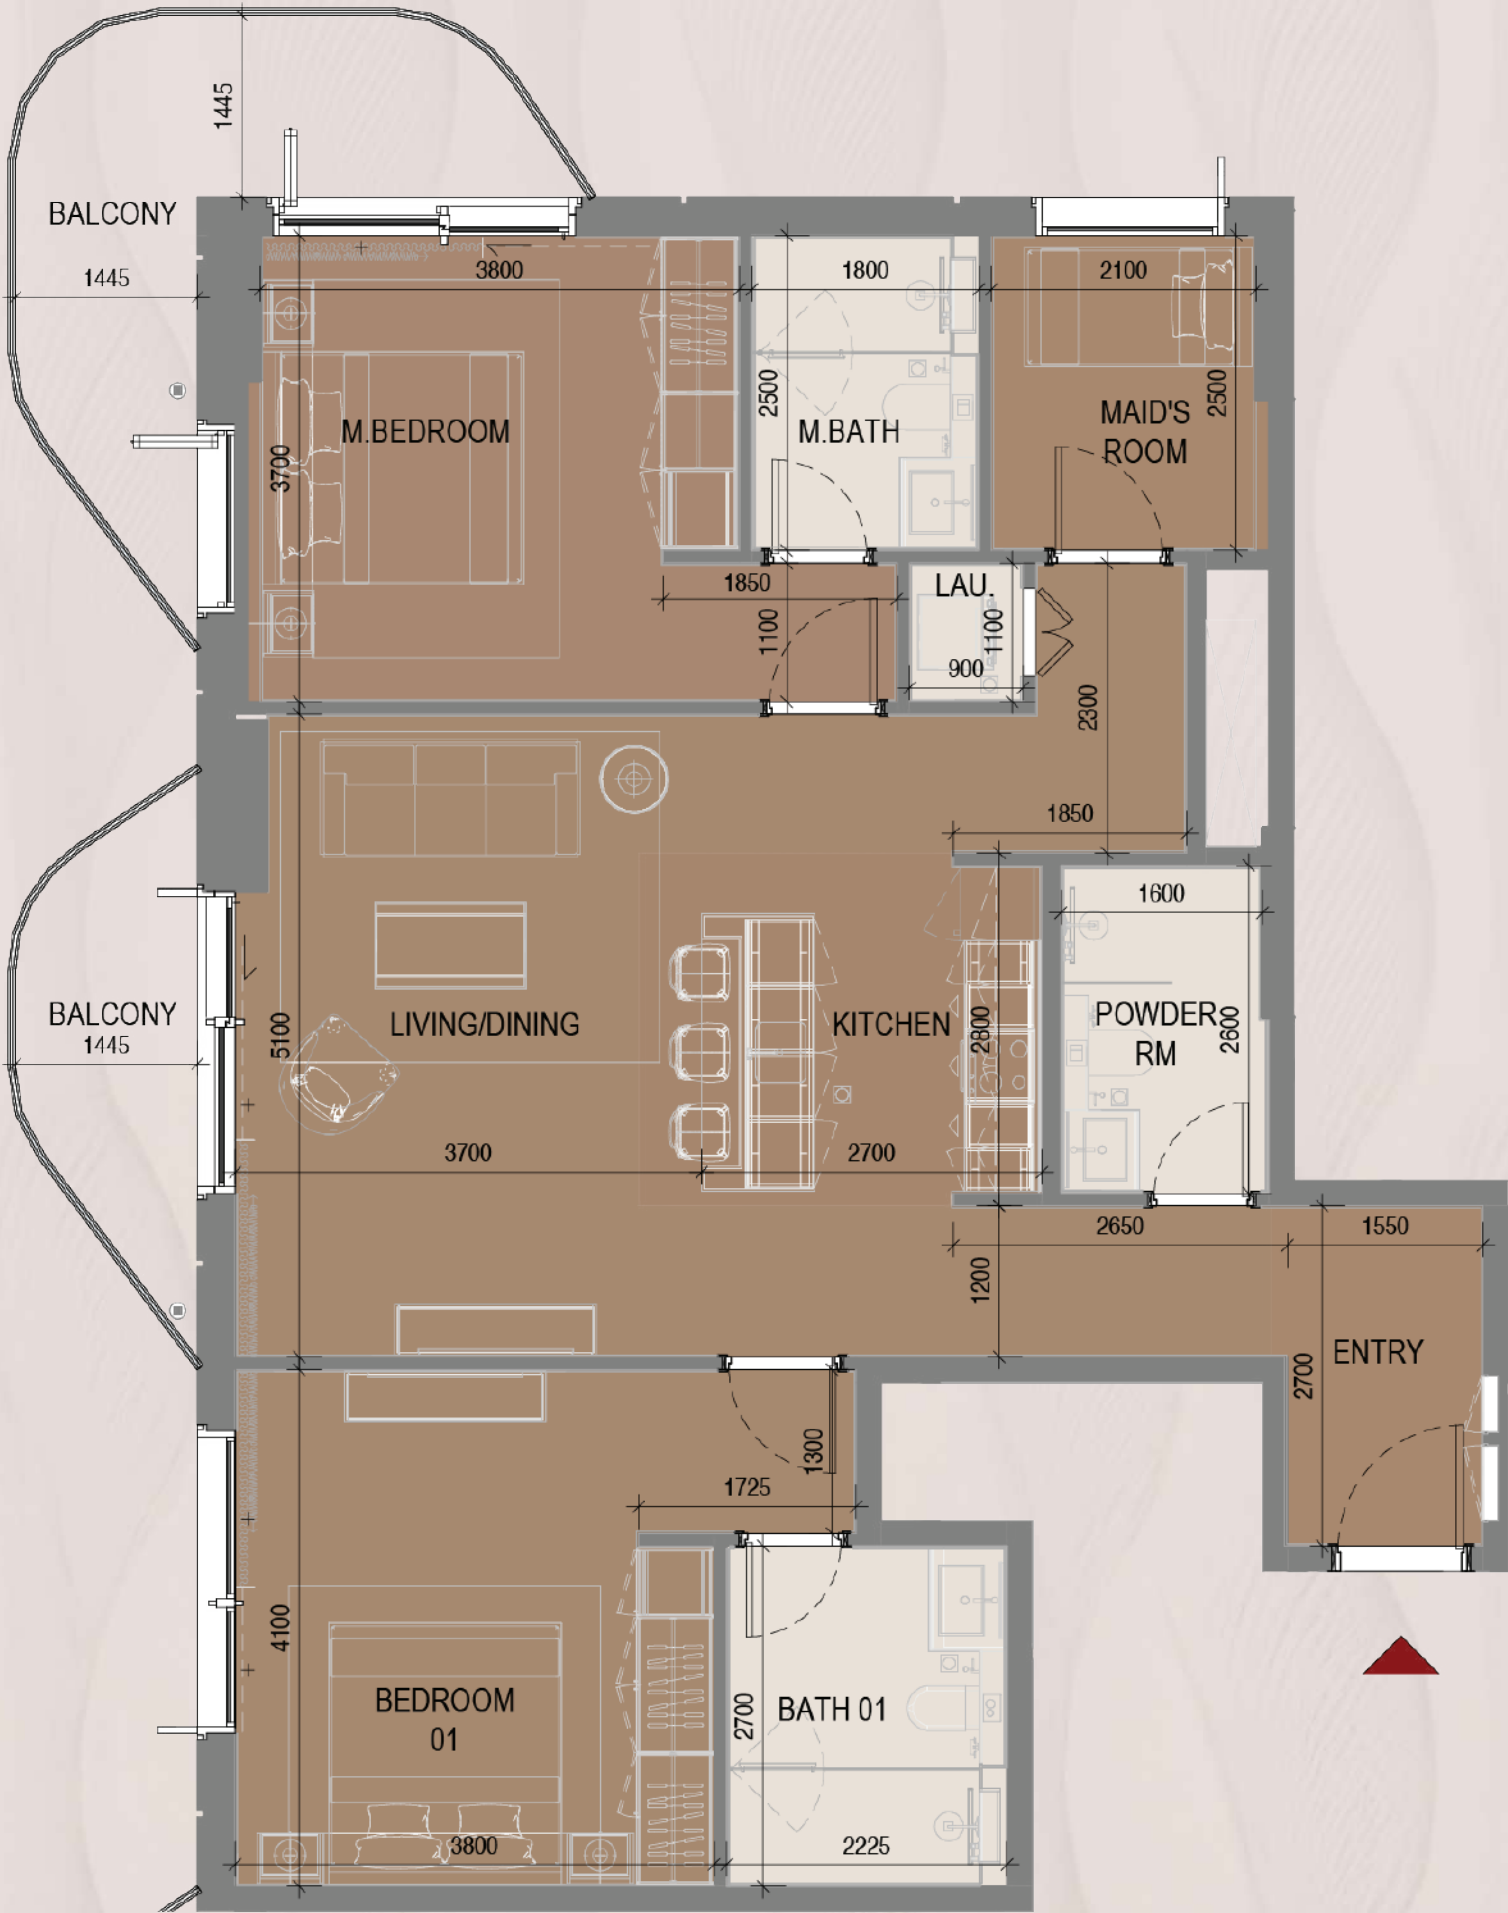 1445
BALCONY
1445
3800
1800
2100
M.BEDROOM
3700
2500
M.BATH
MAID'S
ROOM
2500
1850
1100
LAU.
1100
900
2300
1850
1600
BALCONY
1445
5100
LIVING/DINING
KITCHEN
2800
POWDER
RM
2600
3700
2700
2650
1550
1200
ENTRY
2700
1300
1725
4100
BEDROOM
01
2700
BATH 01
3800
2225